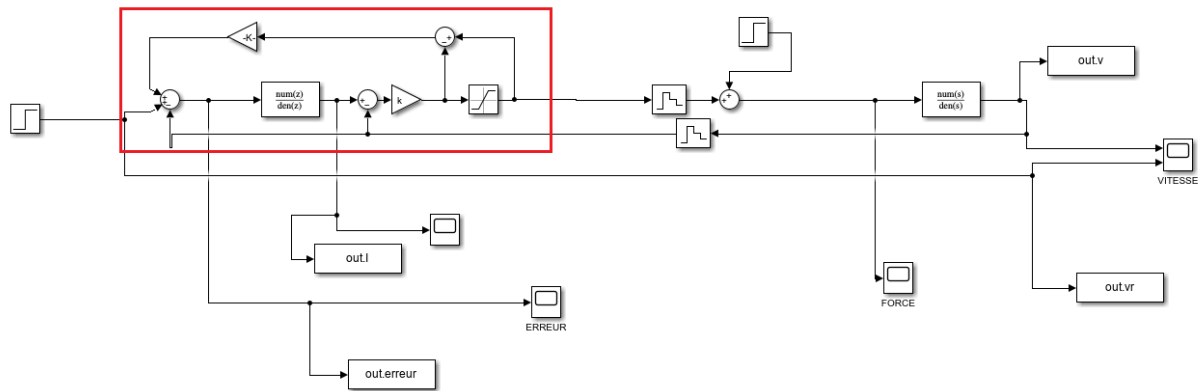 -K-
out.v
num(z)
den(z)
k
num(s)
den(s)
VITESSE
out.I
FORCE
out.vr
ERREUR
out.erreur